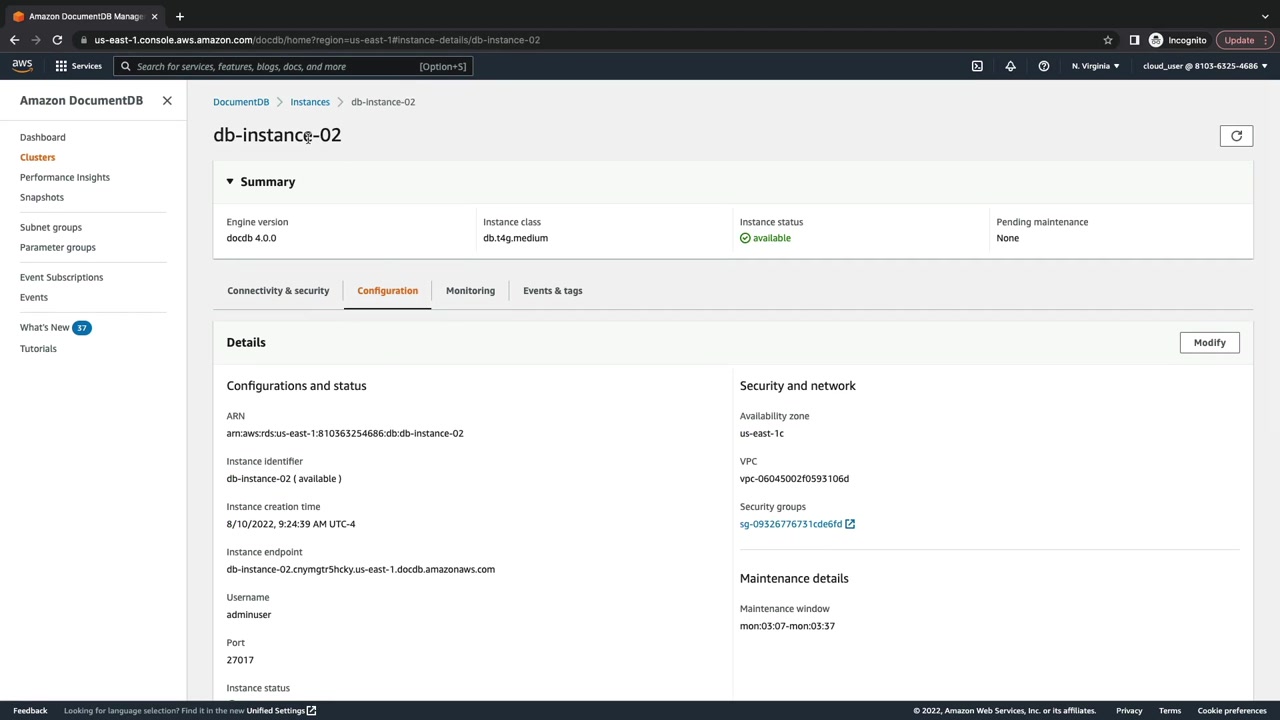 Amazon DocumentDB Manage
us-east-1.console.aws.amazon.com/docdb/home?region=us-east-1#instance-details/db-instance-02
Incognito
Update
aws
Services
Search for services, features, blogs, docs, and more
[Option+S]
N. Virginia
cloud_user @ 8103-6325-4686
Amazon DocumentDB
Dashboard
Clusters
Performance Insights
Snapshots
Subnet groups
Parameter groups
Event Subscriptions
Events
What's New 37
Tutorials
DocumentDB
Instances
db-instance-02
db-instance-02
Summary
Engine version
docdb 4.0.0
Instance class
db.t4g.medium
Instance status
available
Pending maintenance
None
Connectivity & security
Configuration
Monitoring
Events & tags
Details
Modify
Configurations and status
ARN
arn:aws:rds:us-east-1:810363254686:db:db-instance-02
Instance identifier
db-instance-02 ( available )
Instance creation time
8/10/2022, 9:24:39 AM UTC-4
Instance endpoint
db-instance-02.cnymgtr5hcky.us-east-1.docdb.amazonaws.com
Username
adminuser
Port
27017
Instance status
Security and network
Availability zone
us-east-1c
VPC
vpc-06045002f0593106d
Security groups
sg-09326776731cde6fd
Maintenance details
Maintenance window
mon:03:07-mon:03:37
Feedback
Looking for language selection? Find it in the new Unified Settings
© 2022, Amazon Web Services, Inc. or its affiliates.
Privacy
Terms
Cookie preferences